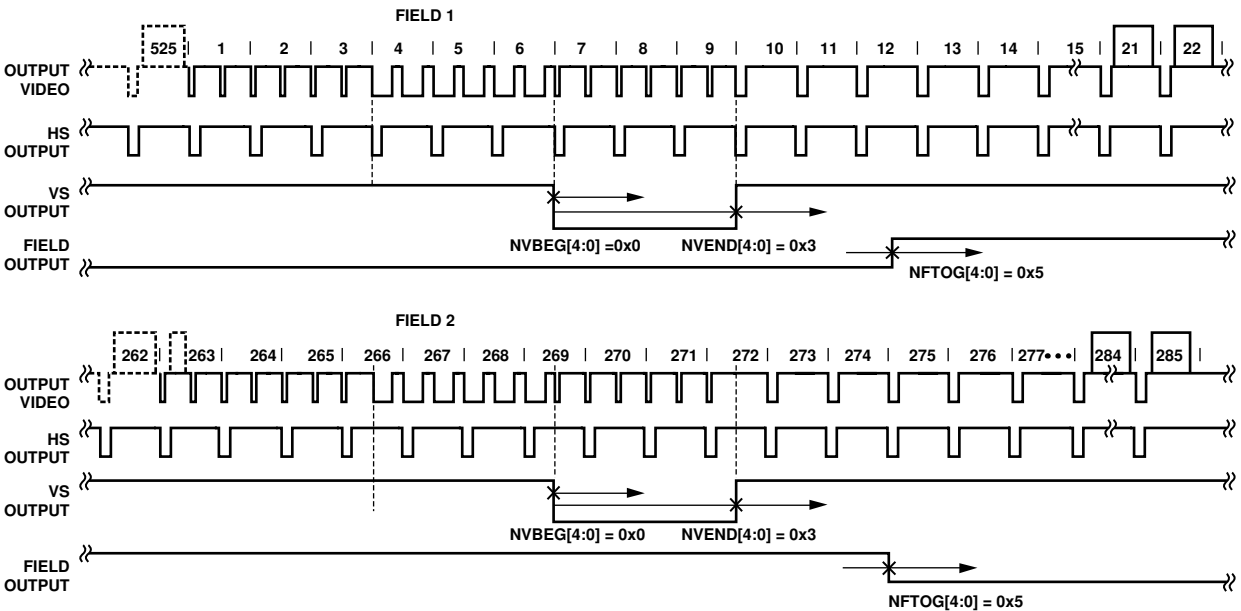 FIELD 1
525 1 2 3 4 5 6 7 8 9 10 11 12 13 14 15 21 22
OUTPUT
VIDEO
HS
OUTPUT
VS
OUTPUT
NVBEG[4:0] =0x0 NVEND[4:0] = 0x3
FIELD
OUTPUT
NFTOG[4:0] = 0x5
FIELD 2
262 263 264 265 266 267 268 269 270 271 272 273 274 275 276 277 284 285
OUTPUT
VIDEO
HS
OUTPUT
VS
OUTPUT
NVBEG[4:0] = 0x0 NVEND[4:0] = 0x3
FIELD
OUTPUT
NFTOG[4:0] = 0x5